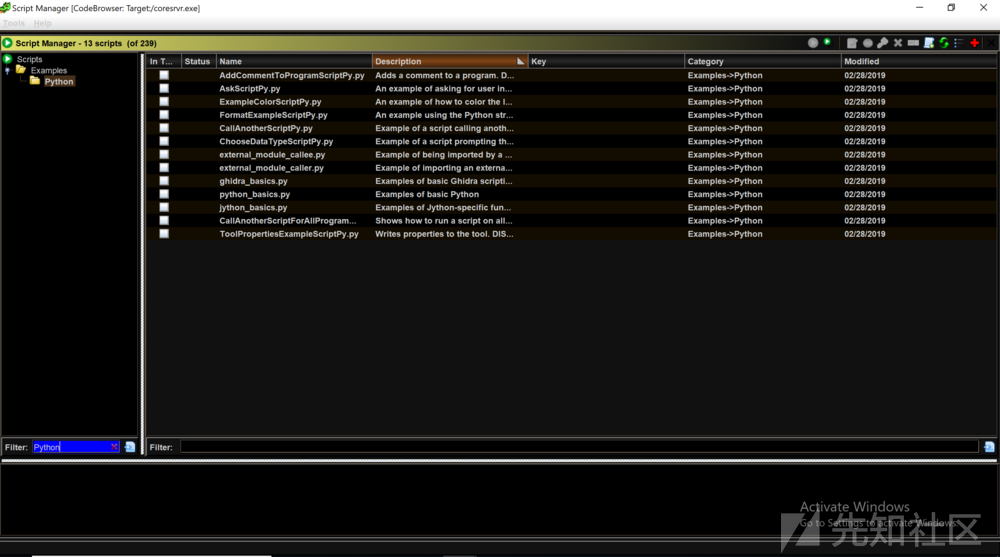 Script Manager [CodeBrowser: Target:/coresrvr.exe]
Tools Help
Script Manager - 13 scripts (of 239)
Scripts
Examples
Python
In T... Status Name Description Key Category Modified
AddCommentToProgramScriptPy.py Adds a comment to a program. D... Examples->Python 02/28/2019
AskScriptPy.py An example of asking for user in... Examples->Python 02/28/2019
ExampleColorScriptPy.py An example of how to color the l... Examples->Python 02/28/2019
FormatExampleScriptPy.py An example using the Python str... Examples->Python 02/28/2019
CallAnotherScriptPy.py Example of a script calling anoth... Examples->Python 02/28/2019
ChooseDataTypeScriptPy.py Example of a script prompting th... Examples->Python 02/28/2019
external_module_callee.py Example of being imported by a ... Examples->Python 02/28/2019
external_module_caller.py Example of importing an externa... Examples->Python 02/28/2019
ghidra_basics.py Examples of basic Ghidra scripti... Examples->Python 02/28/2019
python_basics.py Examples of basic Python Examples->Python 02/28/2019
jython_basics.py Examples of Jython-specific fun... Examples->Python 02/28/2019
CallAnotherScriptForAllProgram... Shows how to run a script on all... Examples->Python 02/28/2019
ToolPropertiesExampleScriptPy.py Writes properties to the tool. DIS... Examples->Python 02/28/2019
Filter: Python Filter:
Activate Windows
Go to Settings to activate Windows.
先知社区